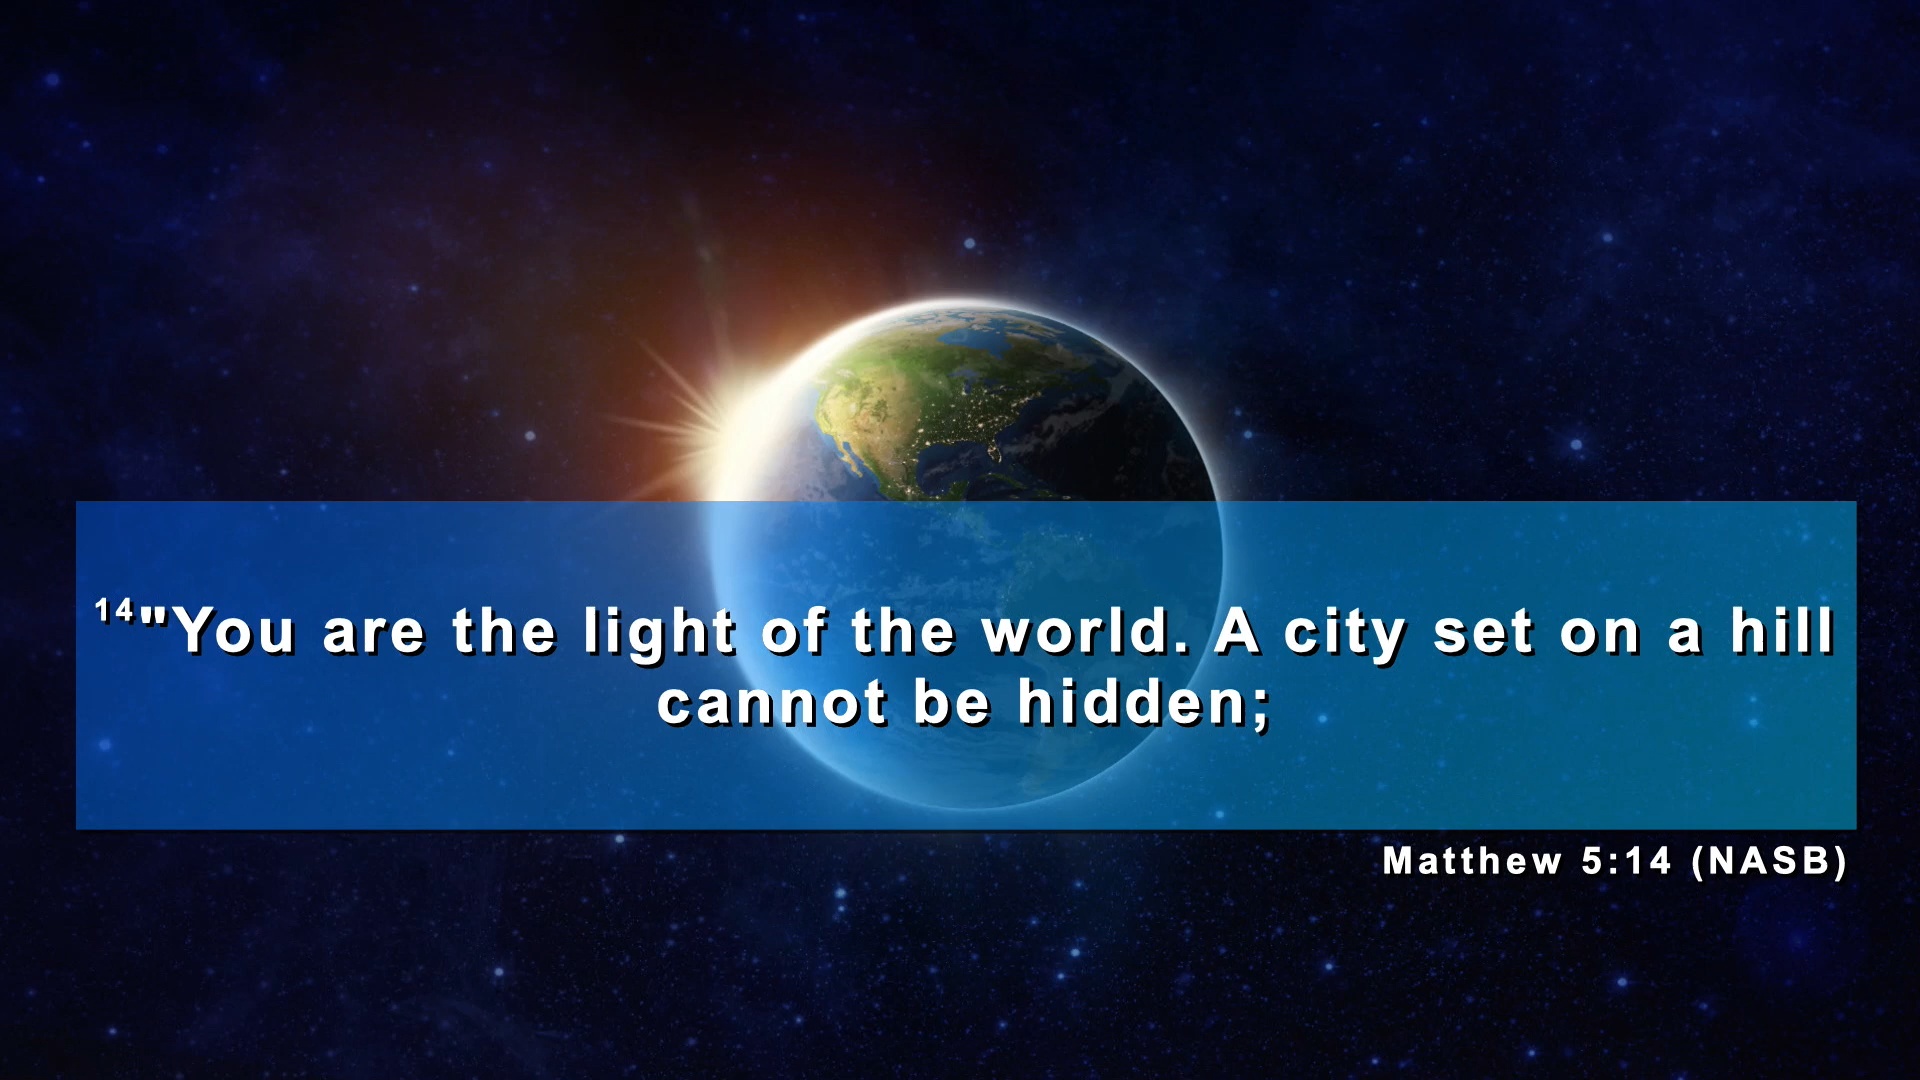 14"You are the light of the world. A city set on a hill
cannot be hidden;
Matthew 5:14 (NASB)